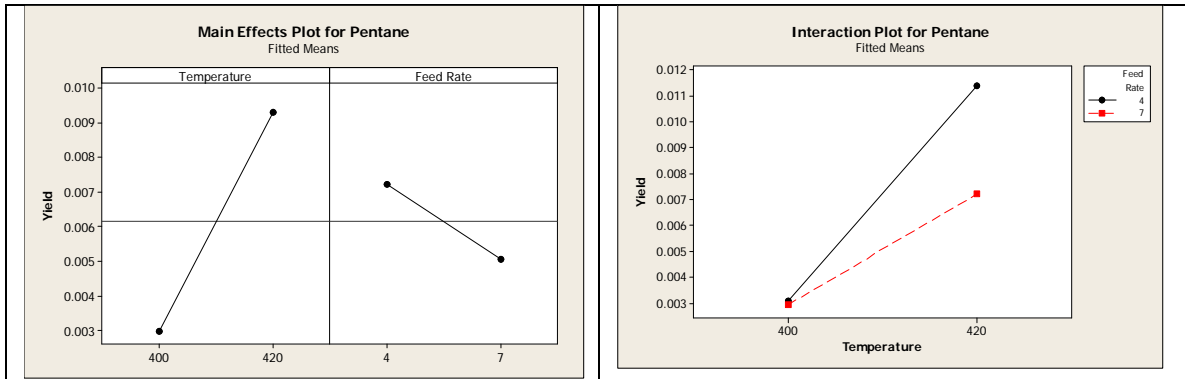 Main Effects Plot for Pentane
Fitted Means
Temperature Feed Rate
0.010
0.009
0.008
0.007
0.006
0.005
0.004
0.003
Yield
400 420 4 7
Interaction Plot for Pentane
Fitted Means
0.012
0.011
0.010
0.009
0.008
0.007
0.006
0.005
0.004
0.003
Yield
400 420
Temperature
Feed
Rate
4
7